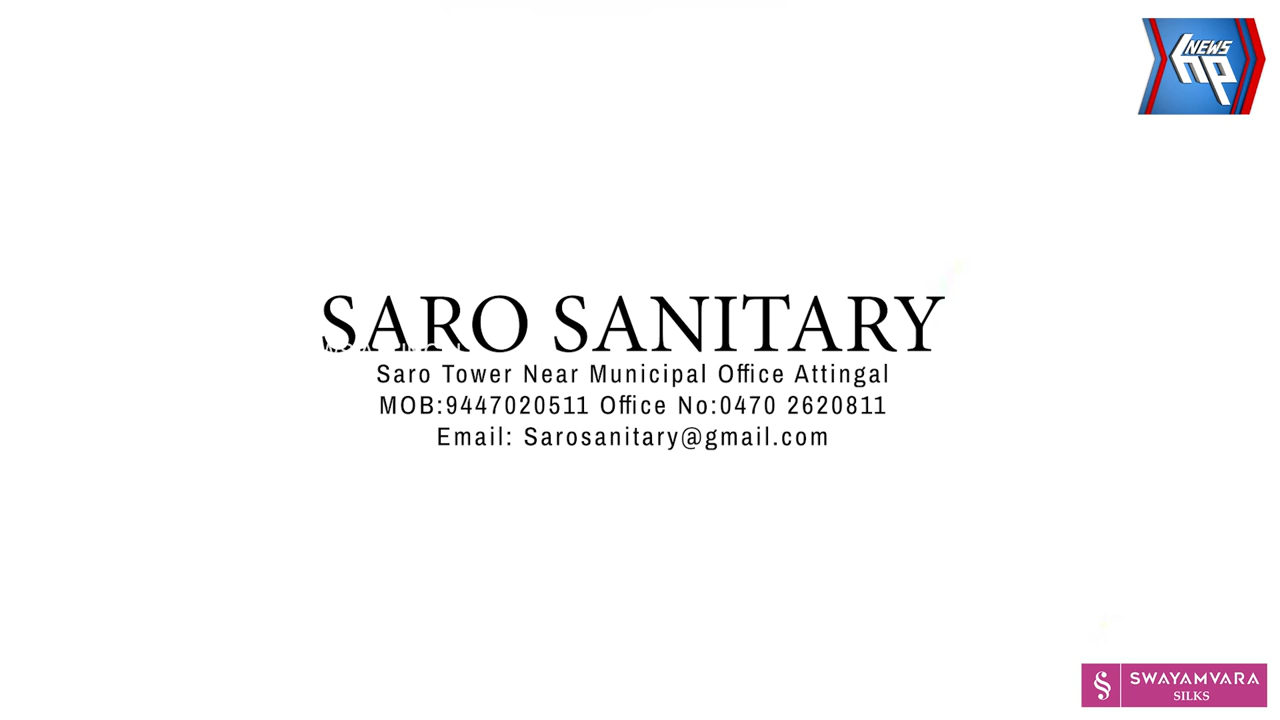 NEWS
hp
SARO SANITARY
Saro Tower Near Municipal Office Attingal
MOB:9447020511 Office No:0470 2620811
Email: Sarosanitary@gmail.com
SWAYAMVARA
SILKS